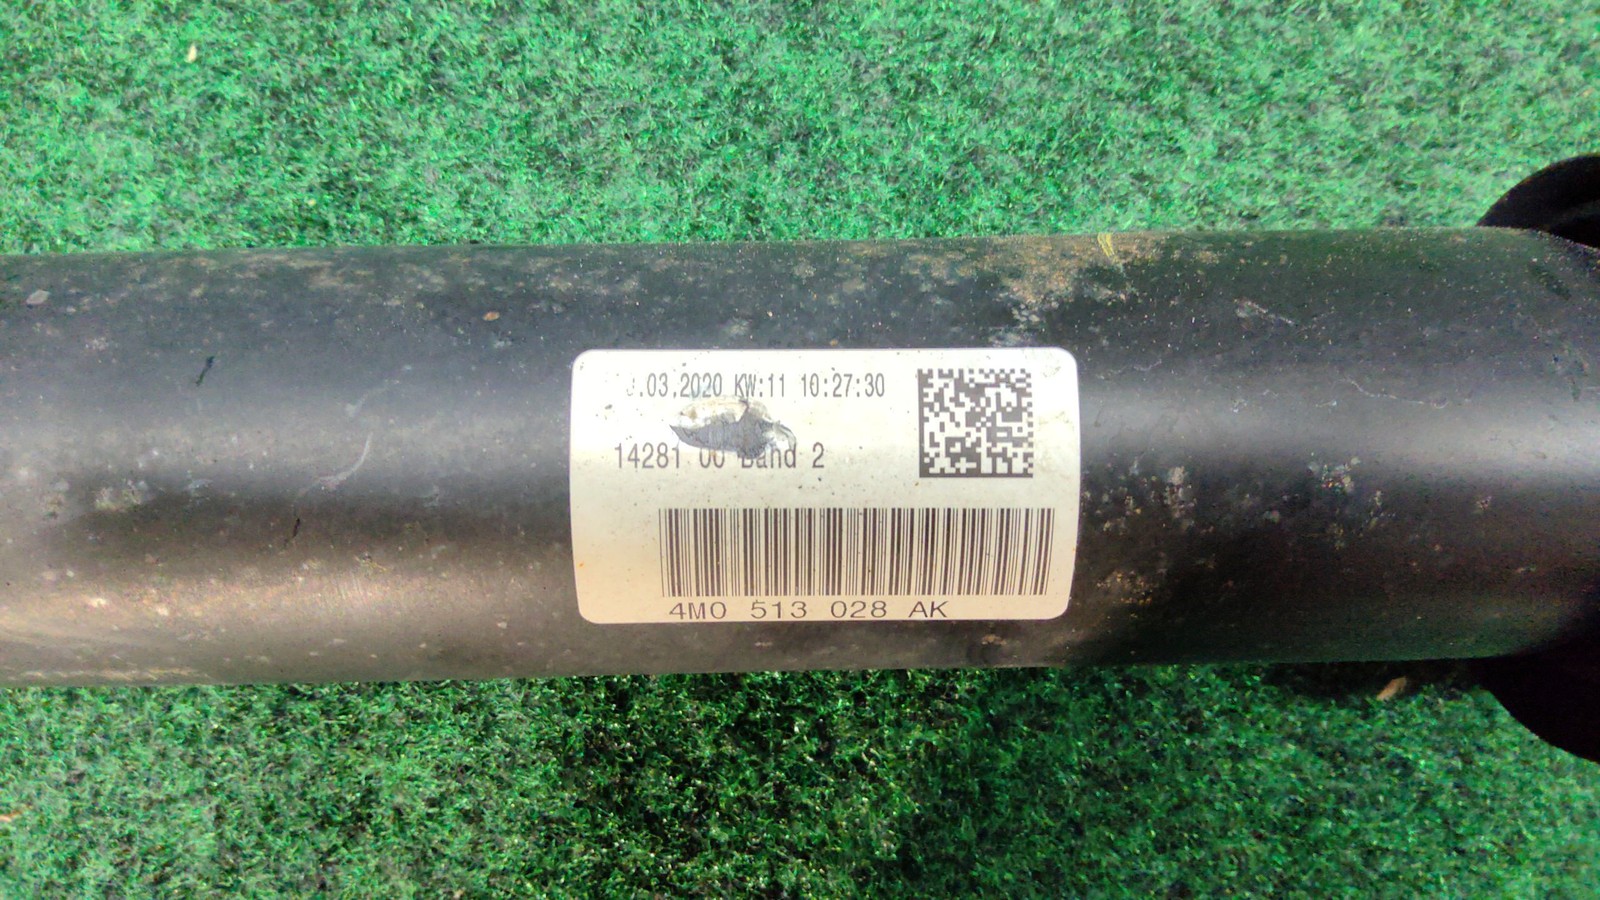 .03.2020 KW:11 10:27:30
14281 00 Band 2
4M0 513 028 AK